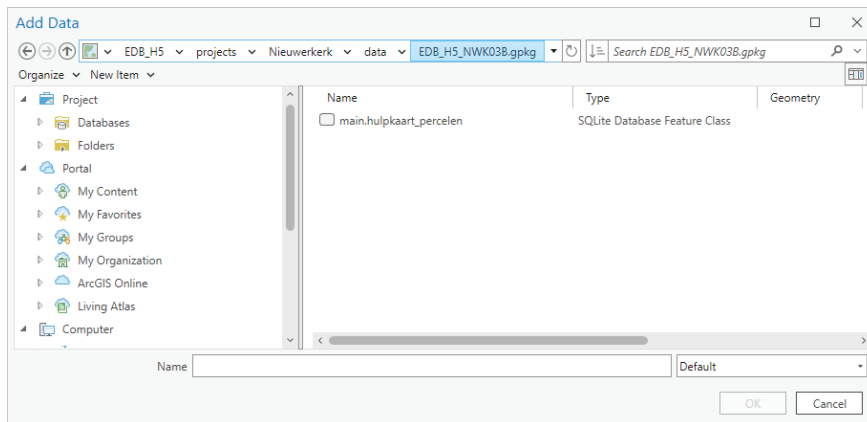 Add Data
EDB_H5 projects Nieuwerkerk data EDB_H5_NWK03B.gpkg Search EDB_H5_NWK03B.gpkg
Organize New Item
Project
Databases
Folders
Portal
My Content
My Favorites
My Groups
My Organization
ArcGIS Online
Living Atlas
Computer
Name Type Geometry
main.hulpkaart_percelen SQLite Database Feature Class
Name Default
OK Cancel